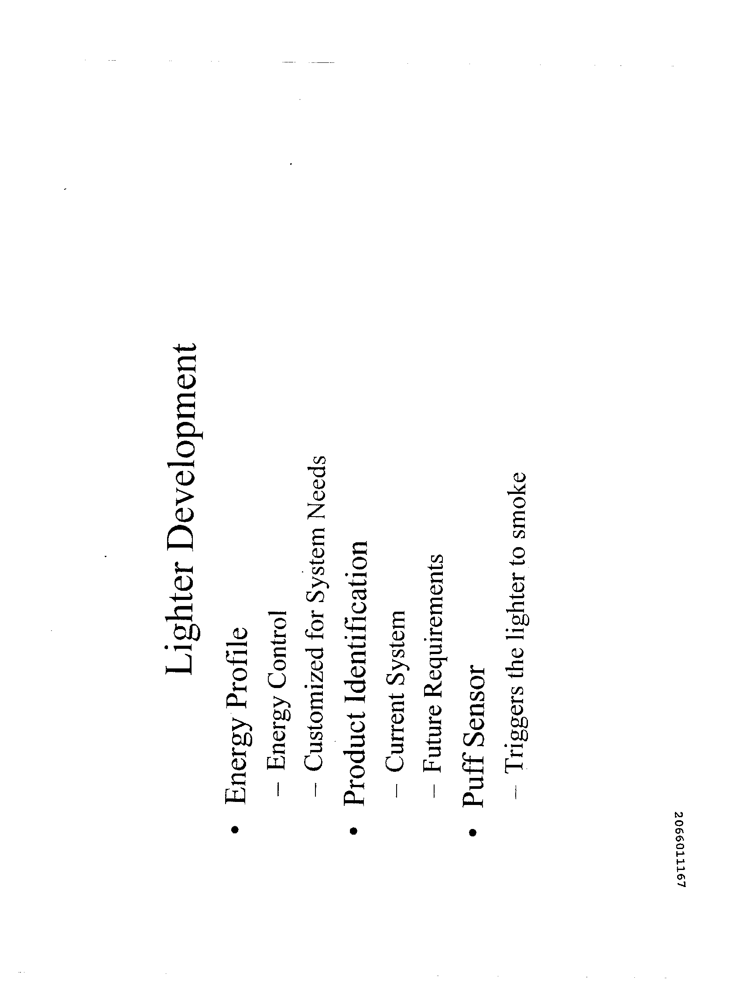 Lighter Development
• Energy Profile
– Energy Control
– Customized for System Needs
• Product Identification
– Current System
– Future Requirements
• Puff Sensor
– Triggers the lighter to smoke
2066011167